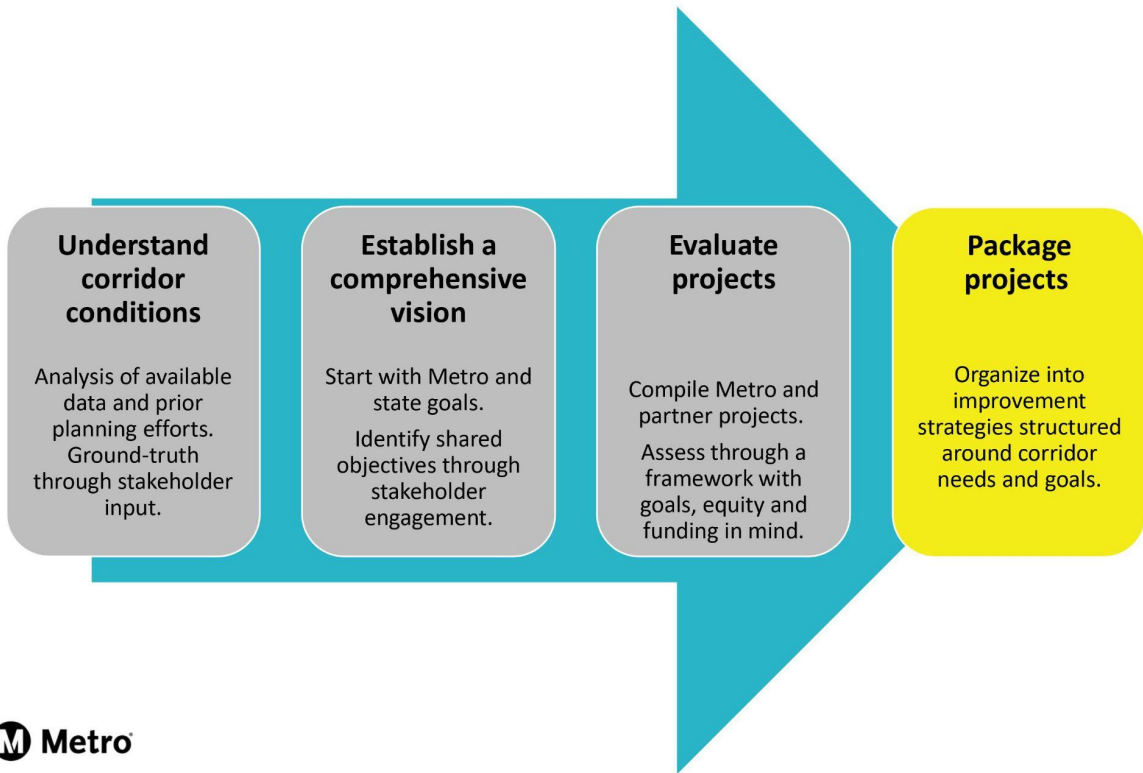 Understand
corridor
conditions
Analysis of available
data and prior
planning efforts.
Ground-truth
through stakeholder
input.
Establish a
comprehensive
vision
Start with Metro and
state goals.
Identify shared
objectives through
stakeholder
engagement.
Evaluate
projects
Compile Metro and
partner projects.
Assess through a
framework with
goals, equity and
funding in mind.
Package
projects
Organize into
improvement
strategies structured
around corridor
needs and goals.
M Metro